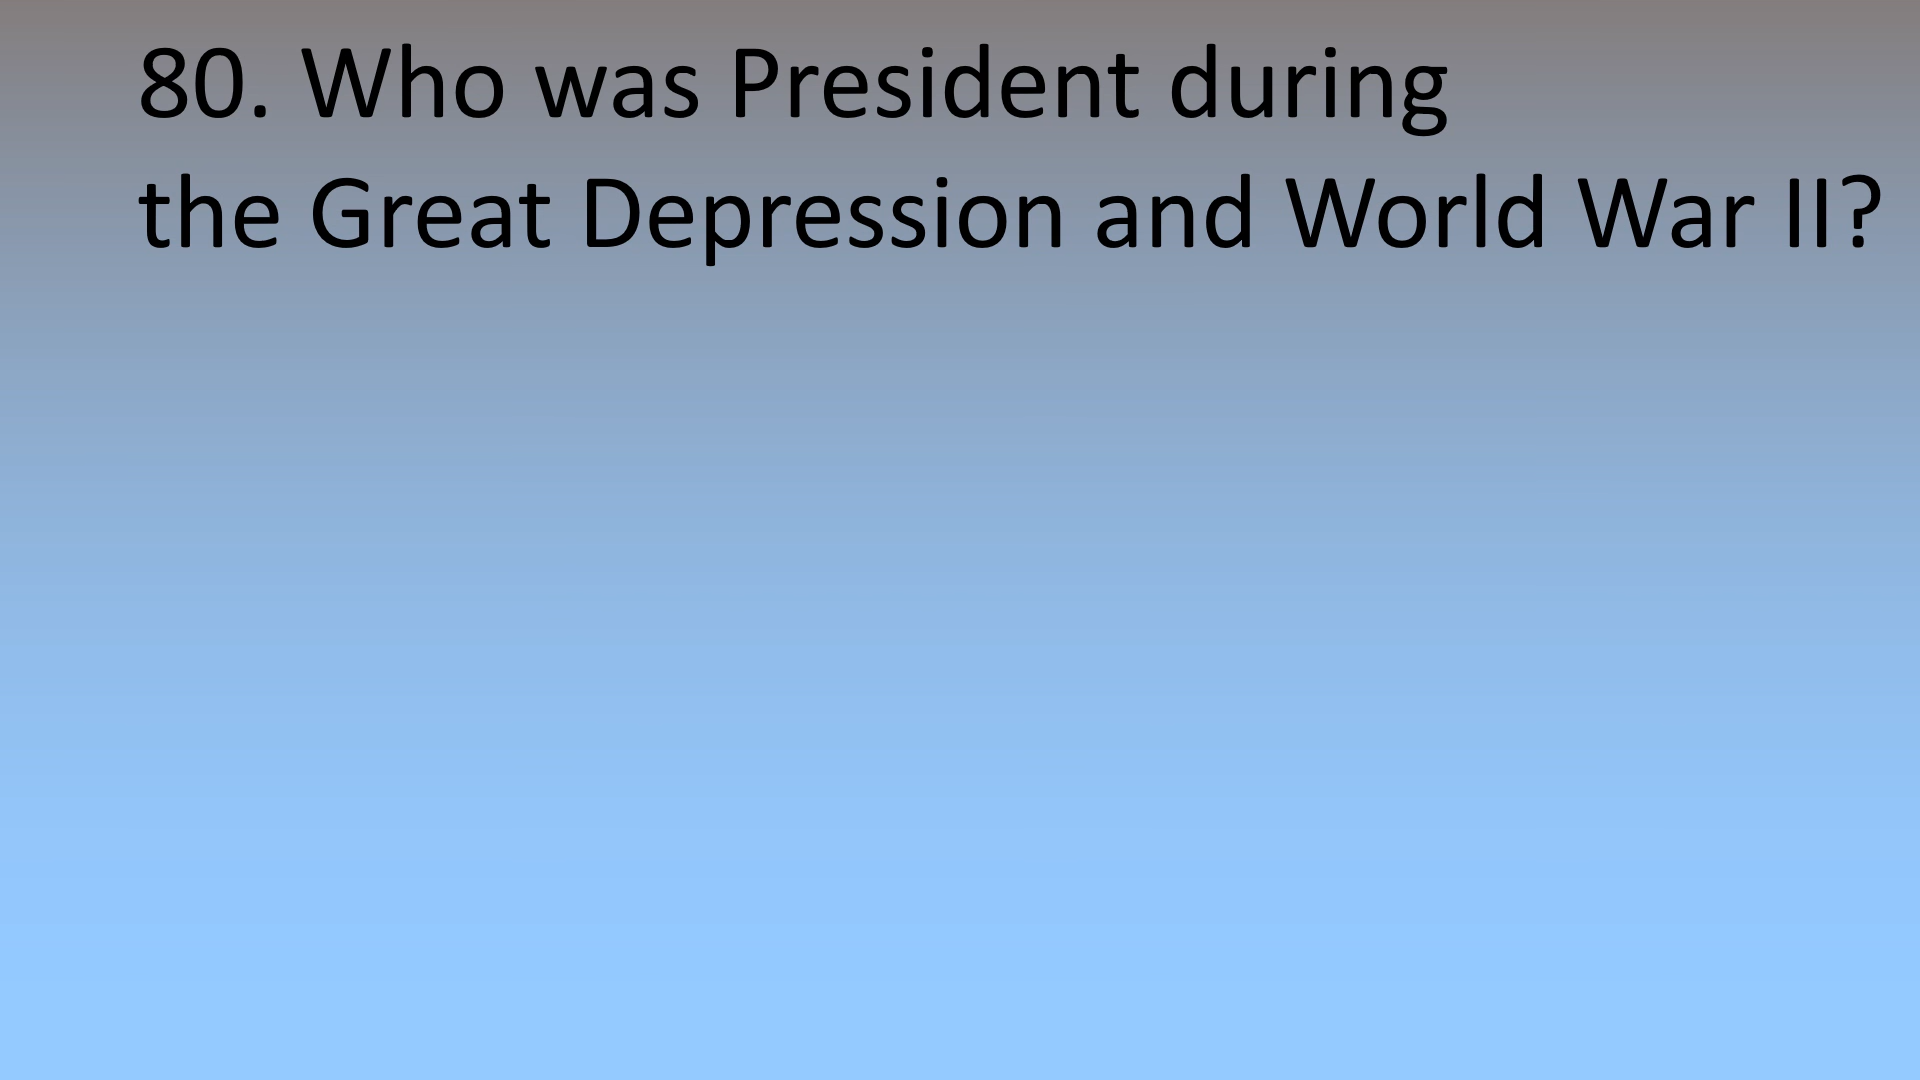 80. Who was President during
the Great Depression and World War II?